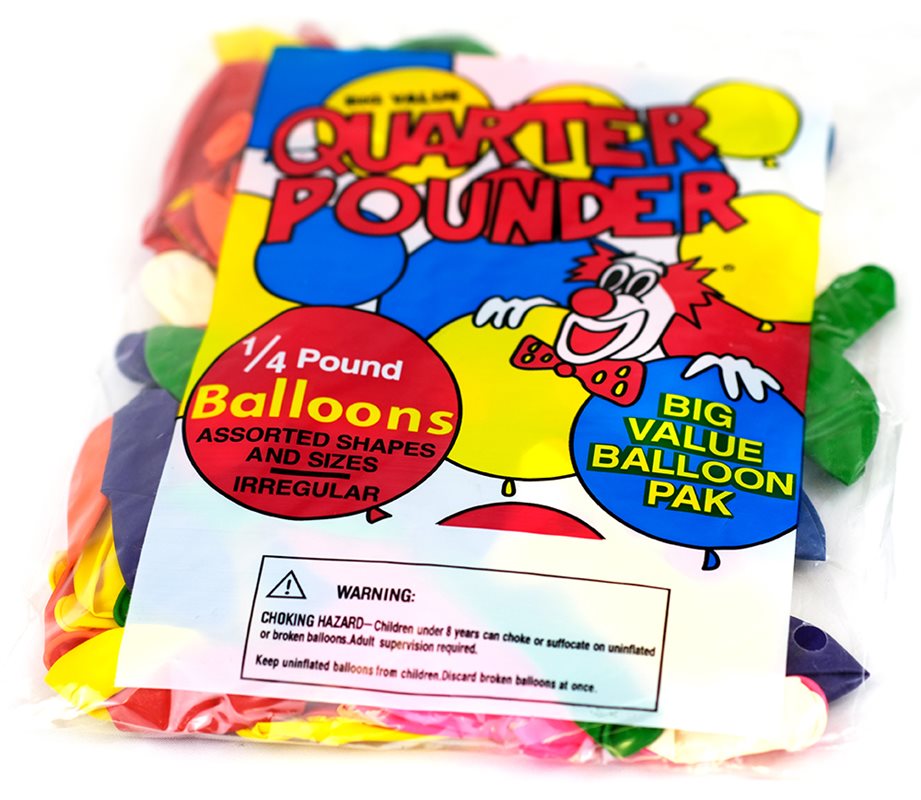 BIG VALUE
QUARTER
POUNDER
1/4 Pound
Balloons
ASSORTED SHAPES
AND SIZES
IRREGULAR
BIG
VALUE
BALLOON
PAK
WARNING:
CHOKING HAZARD—Children under 8 years can choke or suffocate on uninflated
or broken balloons.Adult supervision required.
Keep uninflated balloons from children.Discard broken balloons at once.